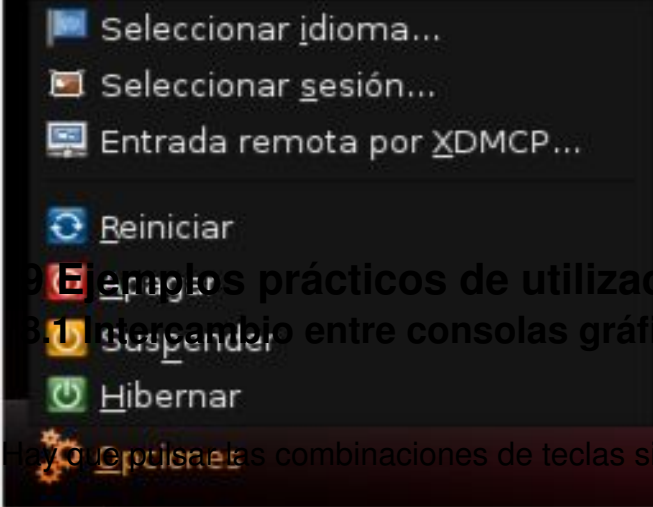 Seleccionar idioma...
Seleccionar sesión...
Entrada remota por XDMCP...
Reiniciar
9 Ejemplos prácticos de utilizac
Apagar
8.1 Intercambio entre consolas gráfi
Suspender
Hibernar
Hay que pulsar las combinaciones de teclas s
Opciones